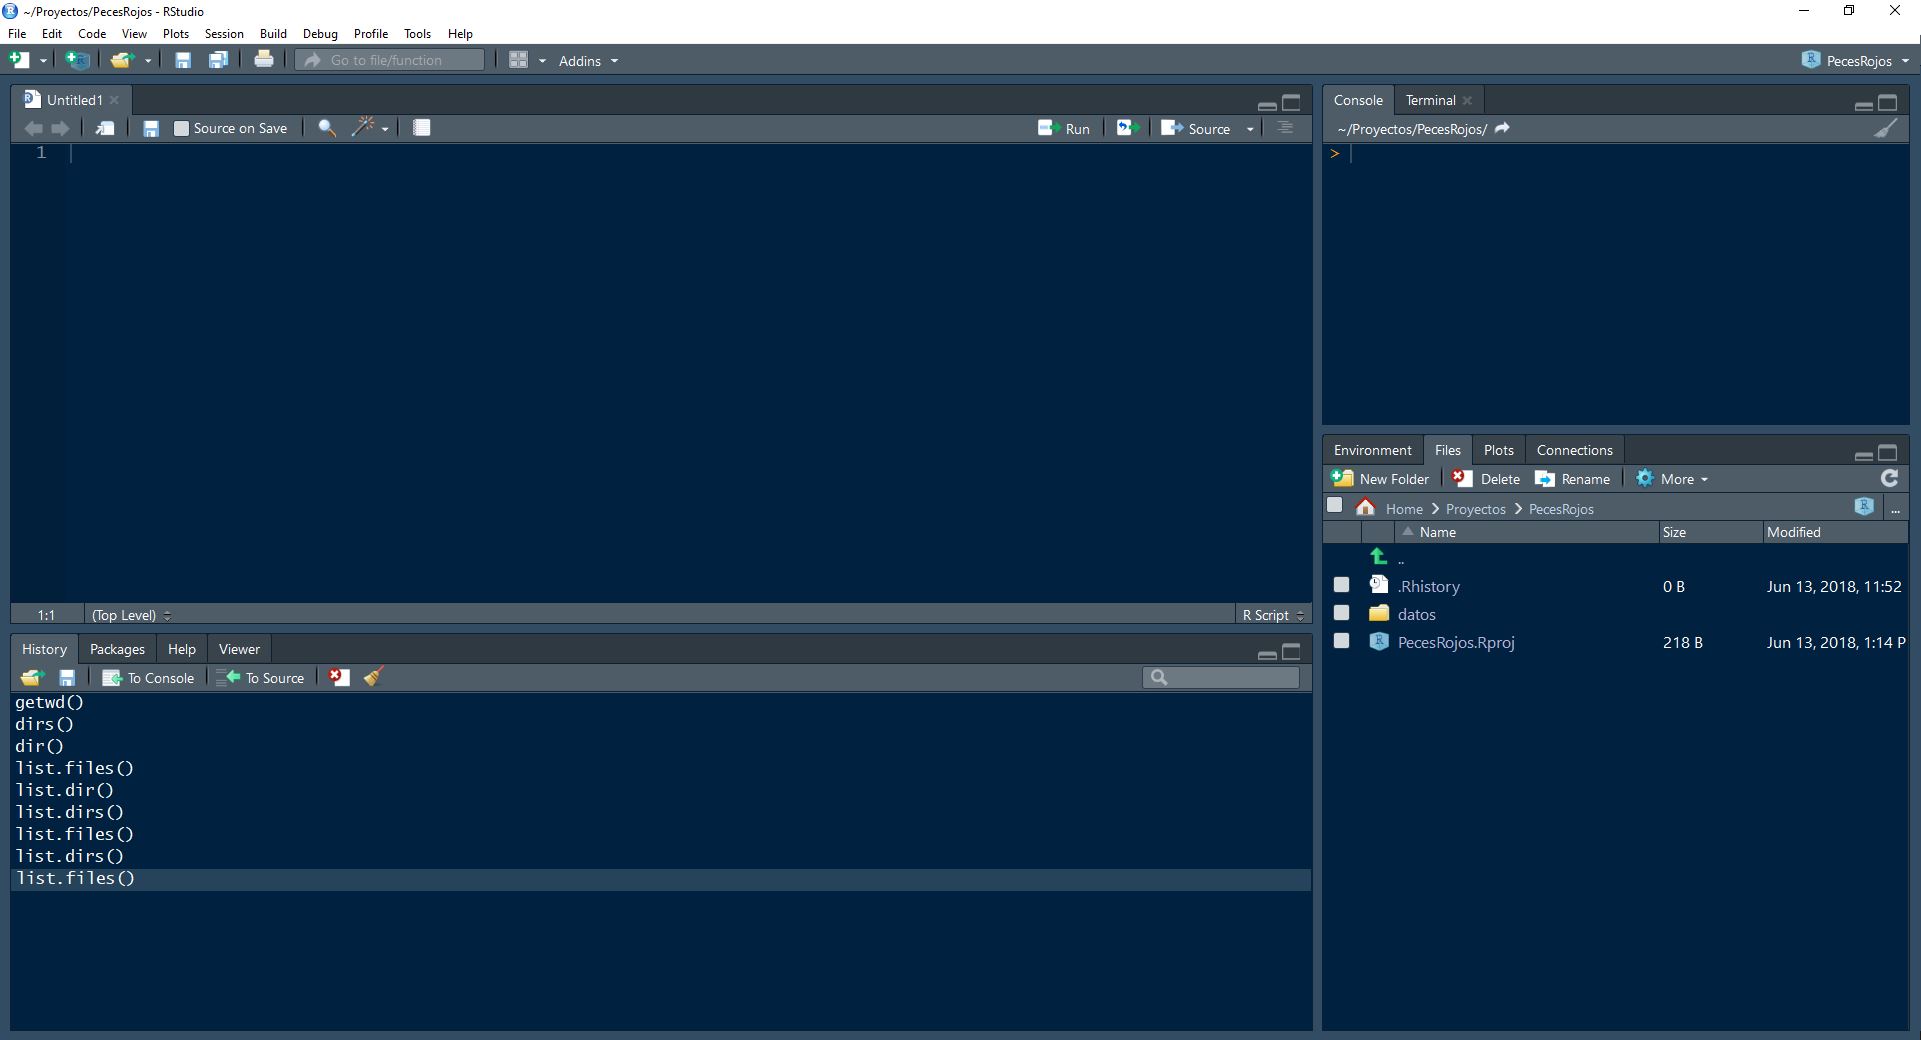 ~/Proyectos/PecesRojos - RStudio
File Edit Code View Plots Session Build Debug Profile Tools Help
Go to file/function Addins PecesRojos
Untitled1
Source on Save Run Source
1
1:1 (Top Level) R Script
Console Terminal
~/Proyectos/PecesRojos/
>
History Packages Help Viewer
To Console To Source
getwd()
dirs()
dir()
list.files()
list.dir()
list.dirs()
list.files()
list.dirs()
list.files()
Environment Files Plots Connections
New Folder Delete Rename More
Home Proyectos PecesRojos ...
Name Size Modified
..
.Rhistory 0 B Jun 13, 2018, 11:52
datos
PecesRojos.Rproj 218 B Jun 13, 2018, 1:14 P